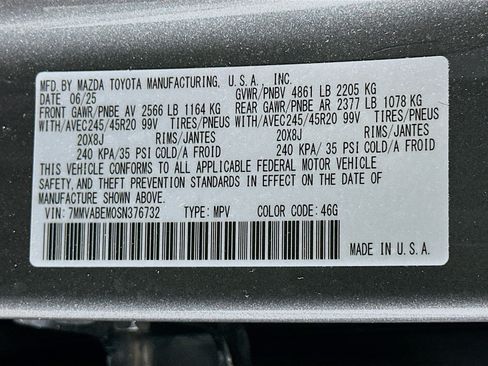 MFD. BY MAZDA TOYOTA MANUFACTURING, U.S.A., INC.
DATE 06/25 GVWR/PNBV 4861 LB 2205 KG
FRONT GAWR/PNBE AV 2566 LB 1164 KG REAR GAWR/PNBE AR 2377 LB 1078 KG
WITH/AVEC 245/45R20 99V TIRES/PNEUS WITH/AVEC 245/45R20 99V TIRES/PNEUS
20X8J RIMS/JANTES 20X8J RIMS/JANTES
240 KPA/ 35 PSI COLD/A FROID 240 KPA/ 35 PSI COLD/A FROID
THIS VEHICLE CONFORMS TO ALL APPLICABLE FEDERAL MOTOR VEHICLE
SAFETY, AND THEFT PREVENTION STANDARDS IN EFFECT ON THE DATE OF
MANUFACTURE SHOWN ABOVE.
VIN: 7MMVABEM0SN376732 TYPE: MPV COLOR CODE: 46G
MADE IN U.S.A.